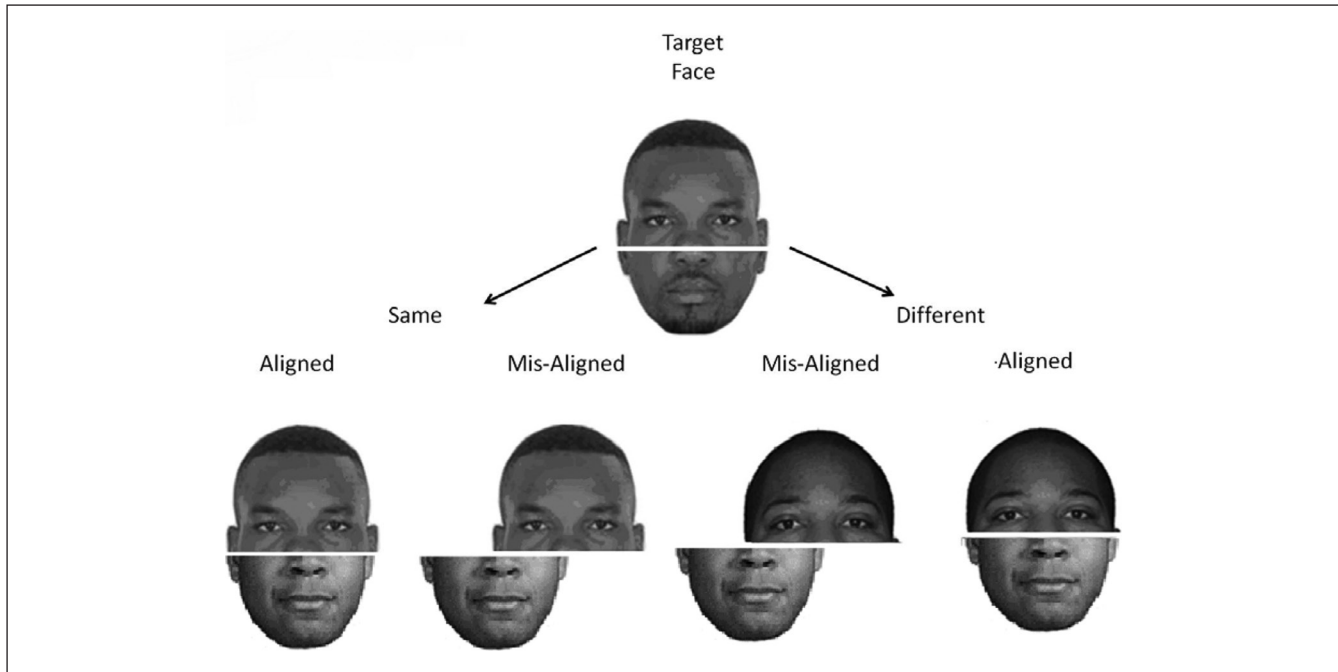 Target
Face
Same
Different
Aligned
Mis-Aligned
Mis-Aligned
·Aligned